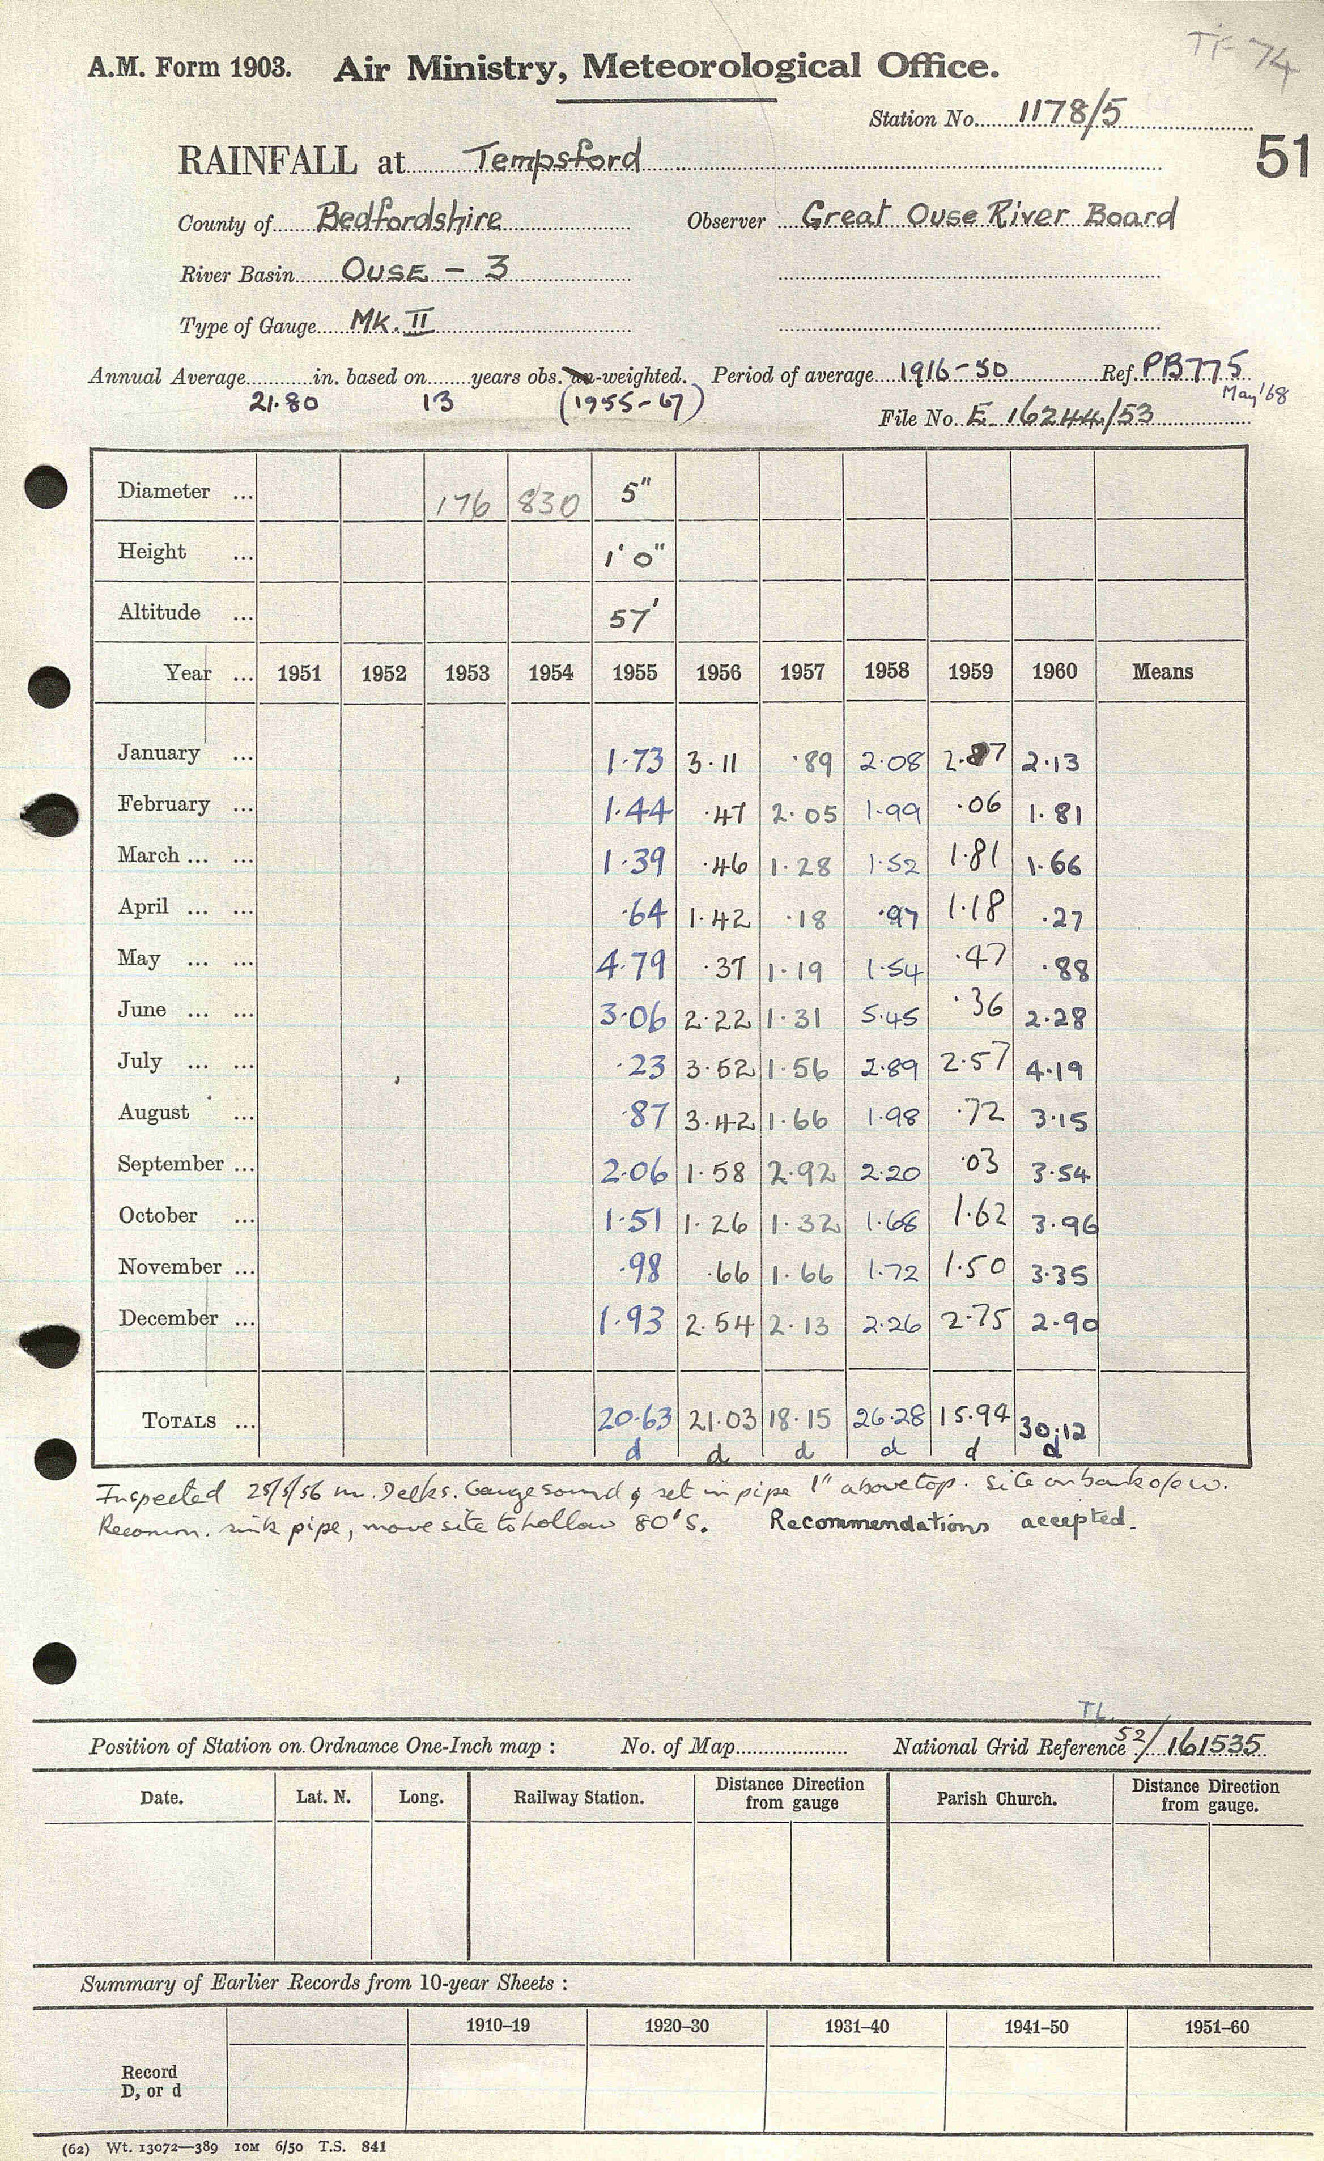 TF 74
A.M. Form 1903. Air Ministry, Meteorological Office.
Station No. 1178/5
51
RAINFALL at Tempsford
County of Bedfordshire Observer Great Ouse River Board
River Basin OUSE - 3
Type of Gauge Mk. II
Annual Average in. based on years obs. -weighted. Period of average 1916-50 Ref. PB775
21.80 13 (1955-67) May '68
File No. E 16244/53
Diameter ... 176 830 5"
Height ... 1' 0"
Altitude ... 57'
Year ... 1951 1952 1953 1954 1955 1956 1957 1958 1959 1960 Means
January ... 1.73 3.11 .89 2.08 2.87 2.13
February ... 1.44 .47 2.05 1.99 .06 1.81
March ... ... 1.39 .46 1.28 1.52 1.81 1.66
April ... ... .64 1.42 .18 .97 1.18 .27
May ... ... 4.79 .37 1.19 1.54 .47 .88
June ... ... 3.06 2.22 1.31 5.45 .36 2.28
July ... ... .23 3.52 1.56 2.89 2.57 4.19
August ... .87 3.42 1.66 1.98 .72 3.15
September ... 2.06 1.58 2.92 2.20 .03 3.54
October ... 1.51 1.26 1.32 1.68 1.62 3.96
November ... .98 .66 1.66 1.72 1.50 3.35
December ... 1.93 2.54 2.13 2.26 2.75 2.90
TOTALS ... 20.63 21.03 18.15 26.28 15.94 30.12
d d d d d d
Inspected 25/5/56 Mr. Delks. Gauge sound & set in pipe 1" above top. Site on bank
Recomm. sink pipe, move site to hollow 80' S. Recommendations accepted.
TL
Position of Station on Ordnance One-Inch map : No. of Map National Grid Reference 52/161535
Date. Lat. N. Long. Railway Station. Distance Direction from gauge Parish Church. Distance Direction from gauge.
Summary of Earlier Records from 10-year Sheets :
1910-19 1920-30 1931-40 1941-50 1951-60
Record
D, or d
(62) Wt. 13072—389 10M 6/50 T.S. 841